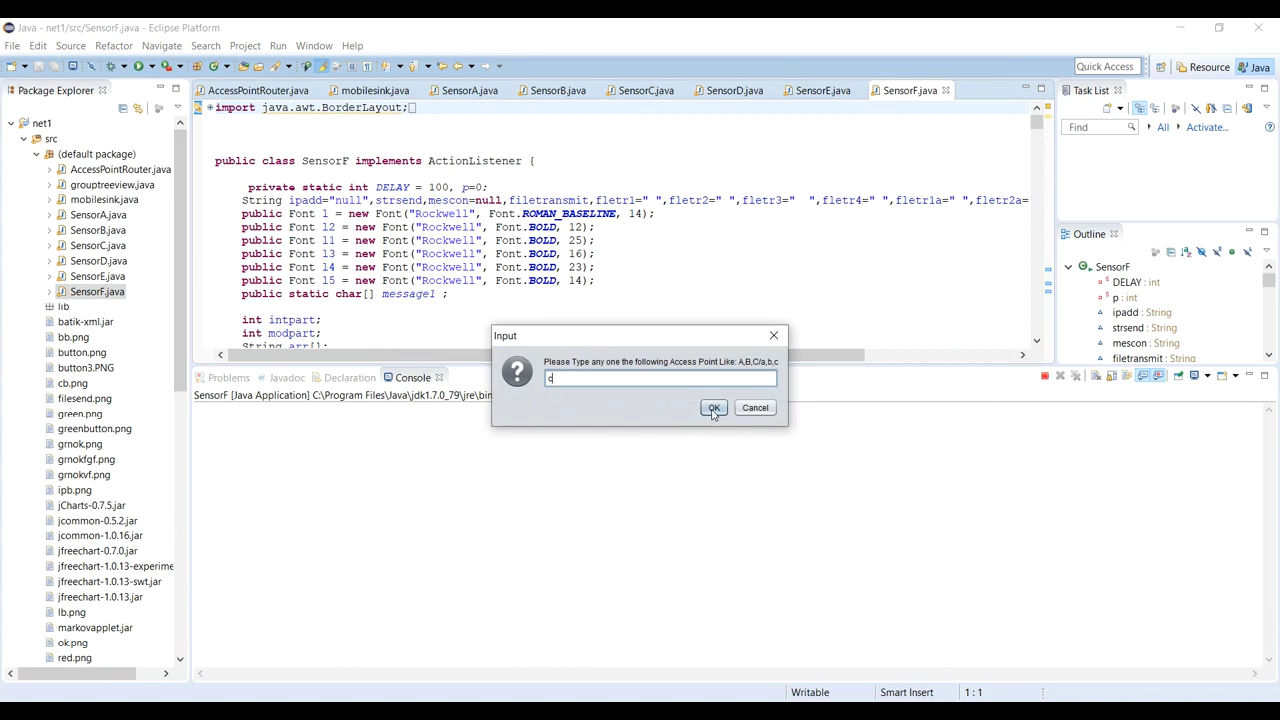 Java - net1/src/SensorF.java - Eclipse Platform
File Edit Source Refactor Navigate Search Project Run Window Help
Quick Access Resource Java
Package Explorer
net1
src
(default package)
AccessPointRouter.java
grouptreeview.java
mobilesink.java
SensorA.java
SensorB.java
SensorC.java
SensorD.java
SensorE.java
SensorF.java
lib
batik-xml.jar
bb.png
button.png
button3.PNG
cb.png
filesend.png
green.png
greenbutton.png
grnok.png
grnokfgf.png
grnokvf.png
ipb.png
jCharts-0.7.5.jar
jcommon-0.5.2.jar
jcommon-1.0.16.jar
jfreechart-0.7.0.jar
jfreechart-1.0.13-experime
jfreechart-1.0.13-swt.jar
jfreechart-1.0.13.jar
lb.png
markovapplet.jar
ok.png
red.png
AccessPointRouter.java mobilesink.java SensorA.java SensorB.java SensorC.java SensorD.java SensorE.java SensorF.java
import java.awt.BorderLayout;
public class SensorF implements ActionListener {
private static int DELAY = 100, p=0;
String ipadd="null",strsend,mescon=null,filetransmit,filetr1=" ",filetr2=" ",filetr3=" ",filetr4=" ",filetr1a=" ",filetr2a=
public Font l = new Font("Rockwell", Font.ROMAN_BASELINE, 14);
public Font l2 = new Font("Rockwell", Font.BOLD, 12);
public Font l1 = new Font("Rockwell", Font.BOLD, 25);
public Font l3 = new Font("Rockwell", Font.BOLD, 16);
public Font l4 = new Font("Rockwell", Font.BOLD, 23);
public Font l5 = new Font("Rockwell", Font.BOLD, 14);
public static char[] message1 ;
int intpart;
int modpart;
String arr[];
Input
Please Type any one the following Access Point Like: A,B,C/a,b,c
c
OK Cancel
Problems Javadoc Declaration Console
SensorF [Java Application] C:\Program Files\Java\jdk1.7.0_79\jre\bin
Task List
Find All Activate...
Outline
SensorF
DELAY : int
p : int
ipadd : String
strsend : String
mescon : String
filetransmit : String
Writable Smart Insert 1 : 1